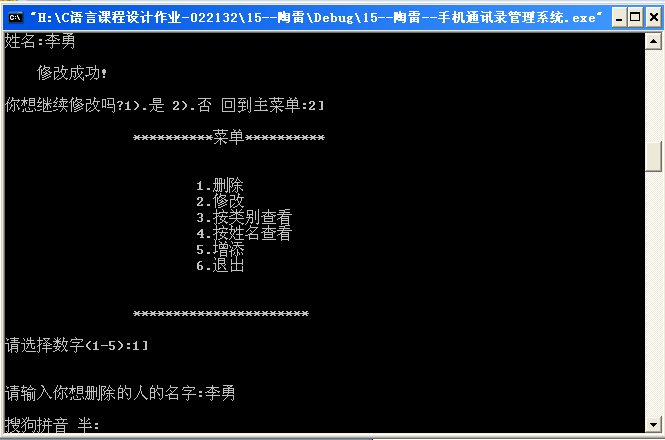 "H:\C语言课程设计作业-022132\15--陶雷\Debug\15--陶雷--手机通讯录管理系统.exe"
姓名:李勇
修改成功!
你想继续修改吗?1).是 2).否 回到主菜单:2]
**********菜单**********
1.删除
2.修改
3.按类别查看
4.按姓名查看
5.增添
6.退出
**********************
请选择数字(1-5):1]
请输入你想删除的人的名字:李勇
搜狗拼音 半: